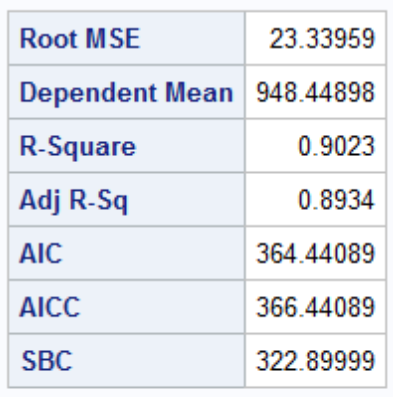 Root MSE 23.33959
Dependent Mean 948.44898
R-Square 0.9023
Adj R-Sq 0.8934
AIC 364.44089
AICC 366.44089
SBC 322.89999